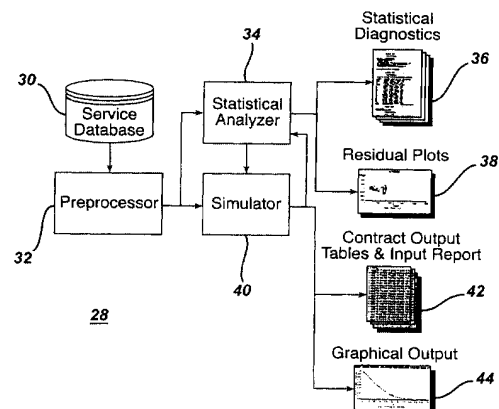 Statistical
Diagnostics
34
30
36
Service
Database
Statistical
Analyzer
Residual Plots
38
Preprocessor
Simulator
32
40
Contract Output
Tables & Input Report
42
28
Graphical Output
44